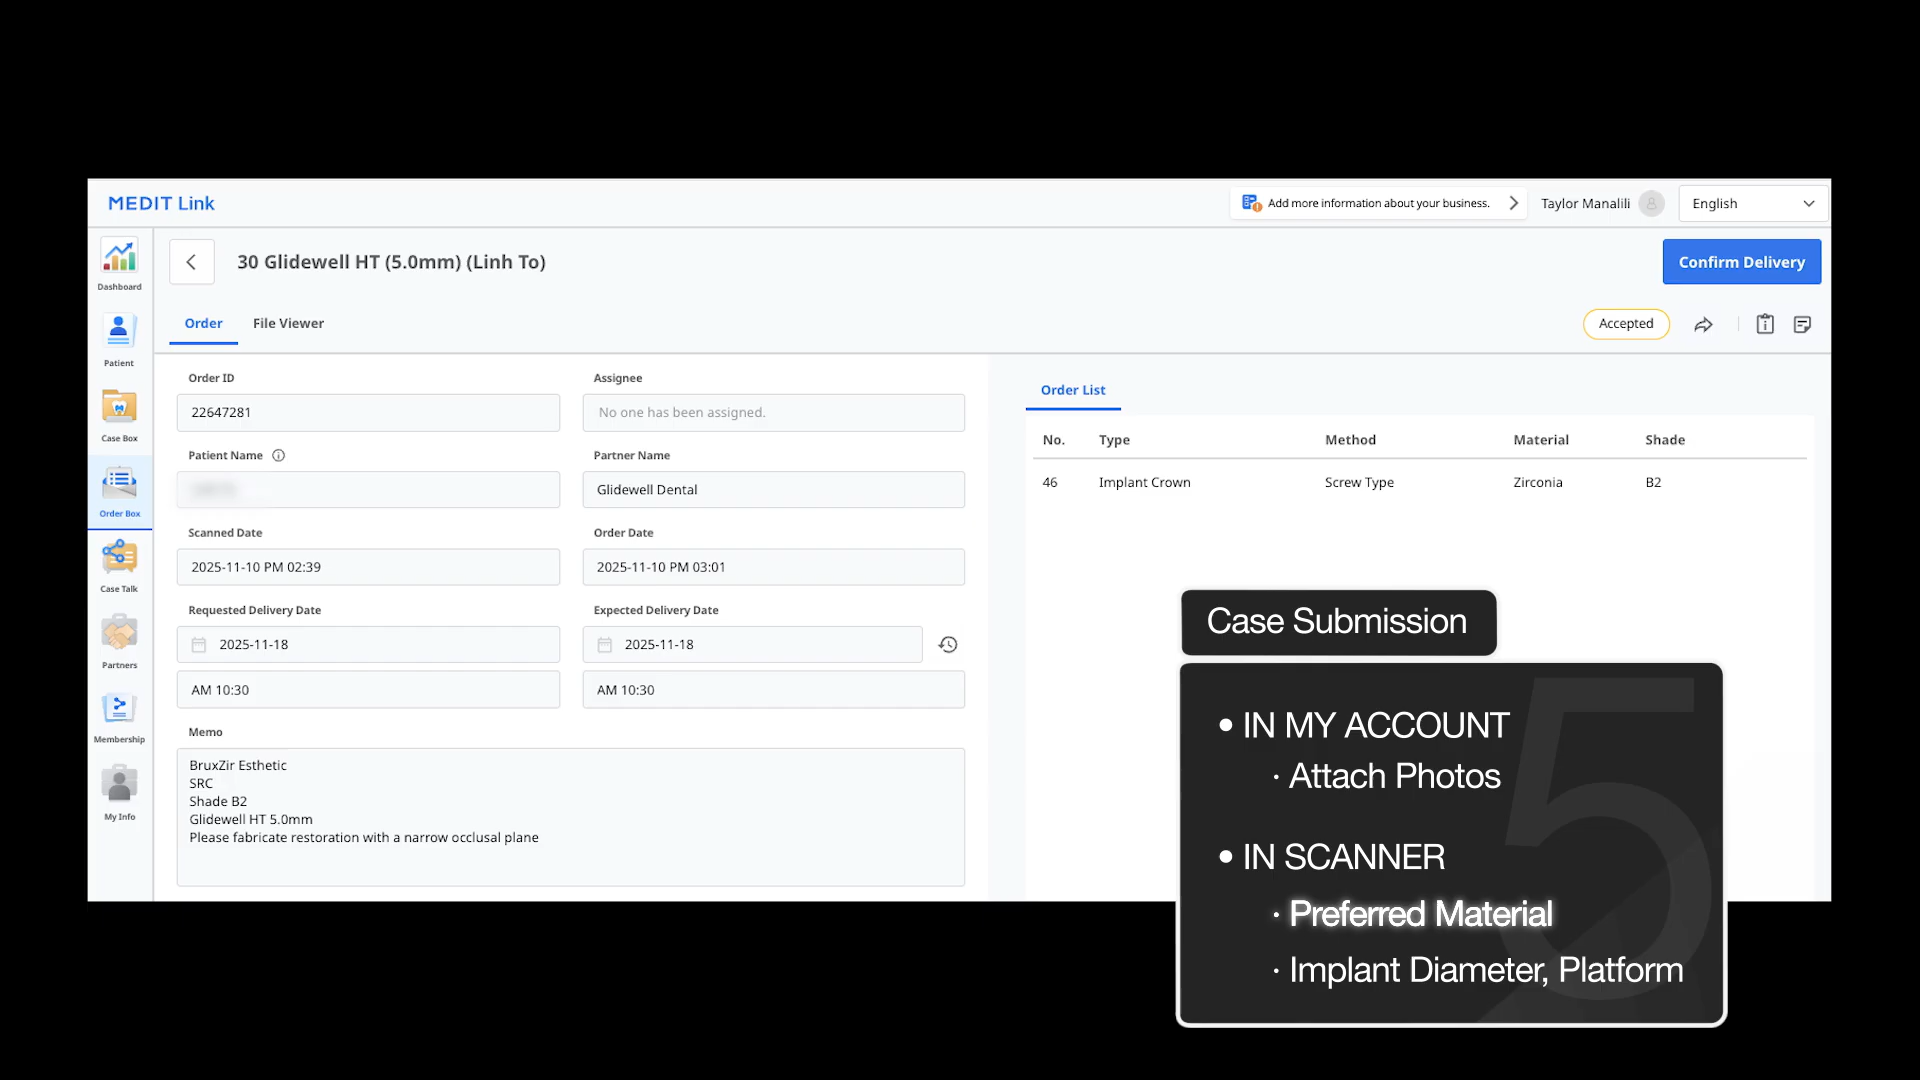 MEDIT Link
Add more information about your business.
Taylor Manalili
English
Dashboard
Patient
Case Box
Order Box
Case Talk
Partners
Membership
My Info
30 Glidewell HT (5.0mm) (Linh To)
Confirm Delivery
Order
File Viewer
Accepted
Order ID
22647281
Assignee
No one has been assigned.
Patient Name
Partner Name
Glidewell Dental
Scanned Date
2025-11-10 PM 02:39
Order Date
2025-11-10 PM 03:01
Requested Delivery Date
2025-11-18
AM 10:30
Expected Delivery Date
2025-11-18
AM 10:30
Memo
BruxZir Esthetic
SRC
Shade B2
Glidewell HT 5.0mm
Please fabricate restoration with a narrow occlusal plane
Order List
No. Type Method Material Shade
46 Implant Crown Screw Type Zirconia B2
Case Submission
5
• IN MY ACCOUNT
· Attach Photos
• IN SCANNER
· Preferred Material
· Implant Diameter, Platform